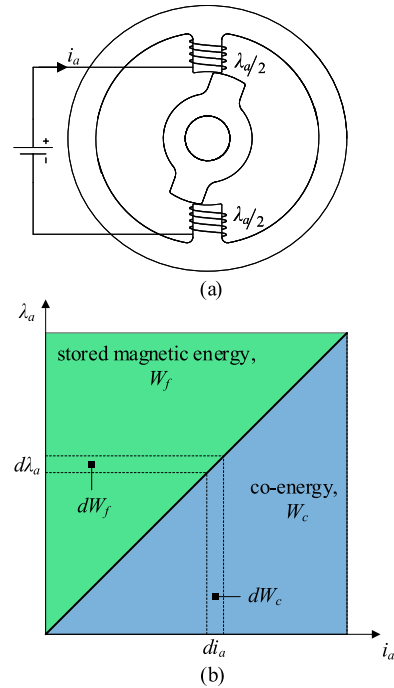 i_a
λ_a/2
+
-
λ_a/2
(a)
λ_a
stored magnetic energy,
W_f
dλ_a
dW_f
co-energy,
W_c
dW_c
di_a
i_a
(b)